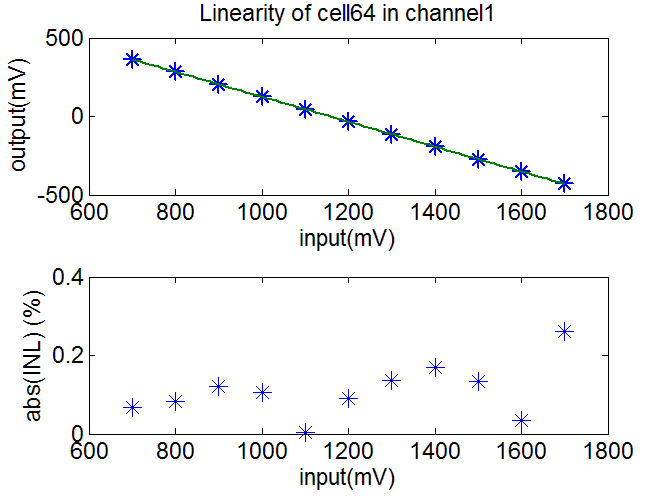 Linearity of cell64 in channel1
500
0
-500
output(mV)
600 800 1000 1200 1400 1600 1800
input(mV)
0.4
0.2
0
abs(INL) (%)
600 800 1000 1200 1400 1600 1800
input(mV)